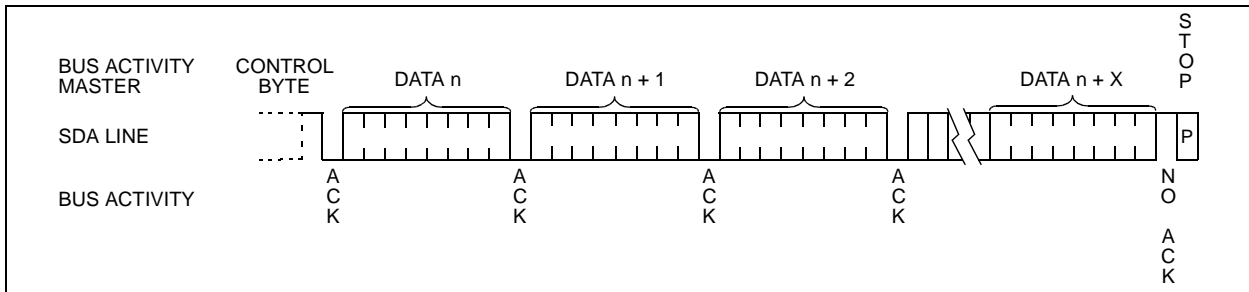 S
T
O
P
BUS ACTIVITY
MASTER
CONTROL
BYTE
DATA n
DATA n + 1
DATA n + 2
DATA n + X
SDA LINE
P
BUS ACTIVITY
A
C
K
A
C
K
A
C
K
A
C
K
N
O
A
C
K